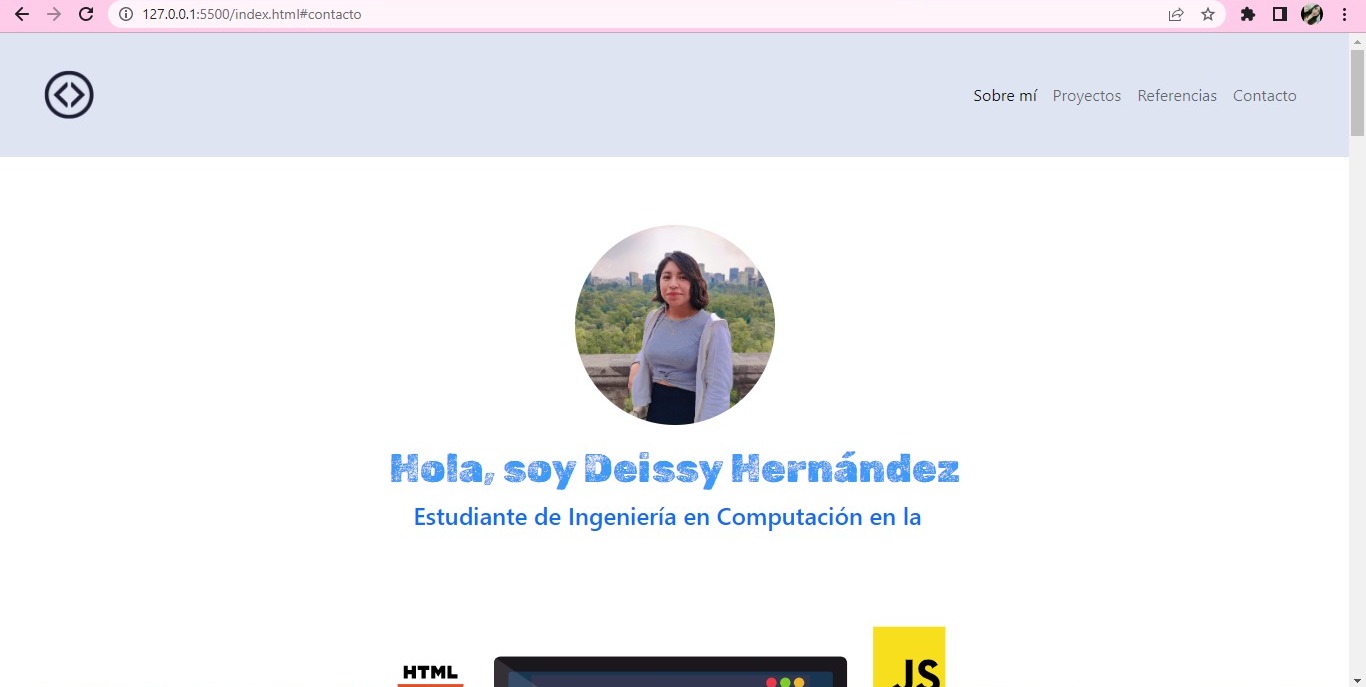 127.0.0.1:5500/index.html#contacto
Sobre mí Proyectos Referencias Contacto
Hola, soy Deissy Hernández
Estudiante de Ingeniería en Computación en la
HTML
JS